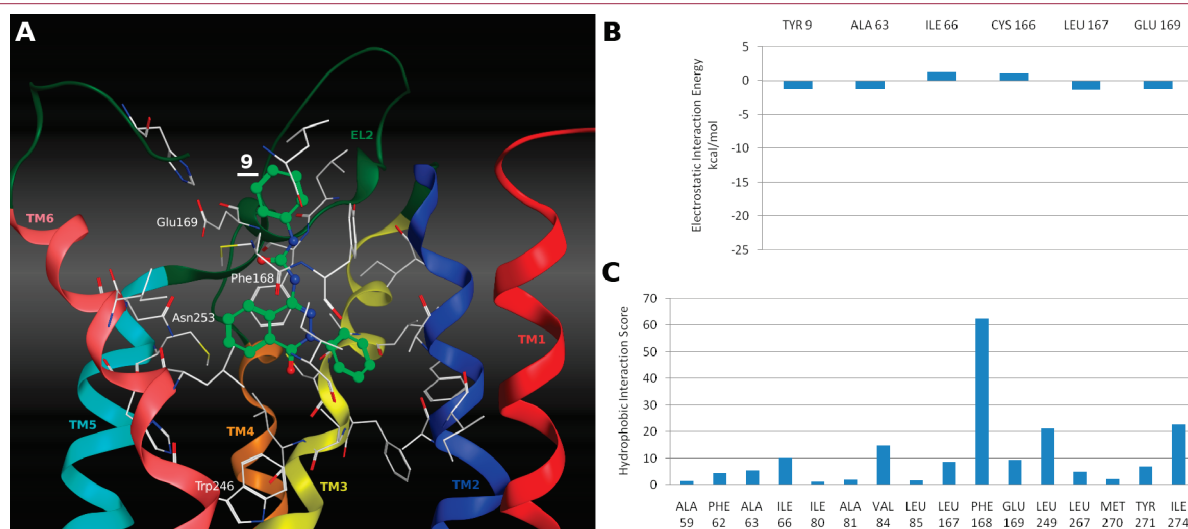 A
9
EL2
TM6
Glu169
Phe168
Asn253
TM1
TM5
TM4
TM3
TM2
Trp246
B
TYR 9 ALA 63 ILE 66 CYS 166 LEU 167 GLU 169
Electrostatic Interaction Energy
kcal/mol
5
0
-5
-10
-15
-20
-25
C
Hydrophobic Interaction Score
70
60
50
40
30
20
10
0
ALA PHE ALA ILE ILE ALA VAL LEU LEU PHE GLU LEU LEU MET TYR ILE
59 62 63 66 80 81 84 85 167 168 169 249 267 270 271 274